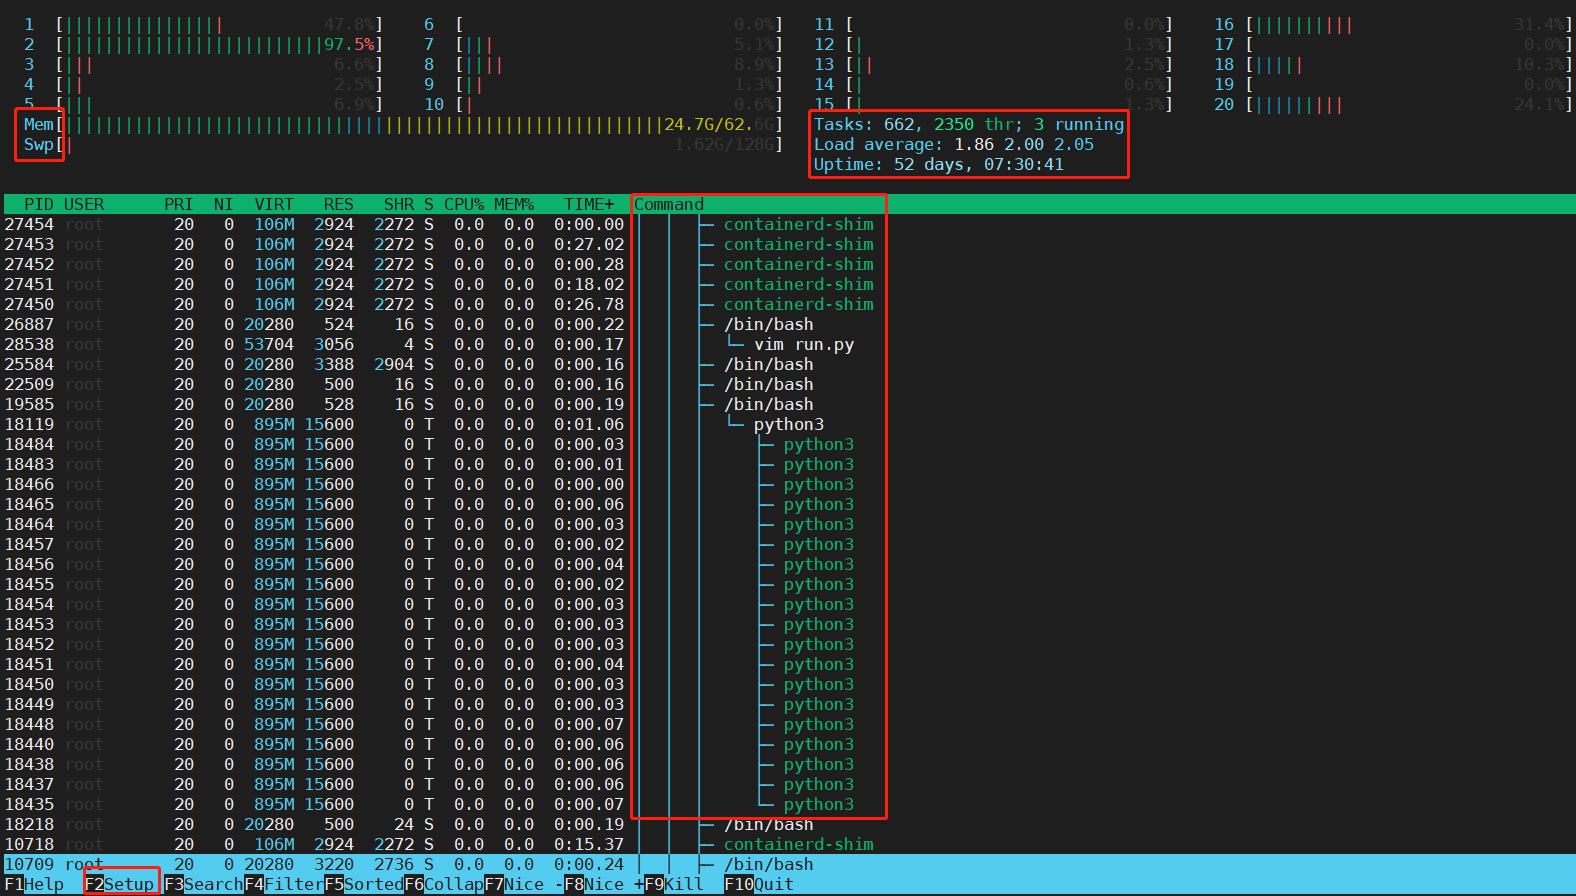 1 [|||||||||||||||| 47.8%] 6 [ 0.0%] 11 [ 0.0%] 16 [|||||||||| 31.4%]
2 [||||||||||||||||||||||||||97.5%] 7 [||| 5.1%] 12 [| 1.3%] 17 [ 0.0%]
3 [||| 6.6%] 8 [|||| 8.9%] 13 [|| 2.5%] 18 [||||| 10.3%]
4 [|| 2.5%] 9 [|| 1.3%] 14 [| 0.6%] 19 [ 0.0%]
5 [||| 6.9%] 10 [| 0.6%] 15 [| 1.3%] 20 [||||||||| 24.1%]
Mem[||||||||||||||||||||||||||||||||||||||||||||||||||||||||||||24.7G/62.6G] Tasks: 662, 2350 thr; 3 running
Swp[| 1.62G/128G] Load average: 1.86 2.00 2.05
Uptime: 52 days, 07:30:41
PID USER PRI NI VIRT RES SHR S CPU% MEM% TIME+ Command
27454 root 20 0 106M 2924 2272 S 0.0 0.0 0:00.00 │ │ ├─ containerd-shim
27453 root 20 0 106M 2924 2272 S 0.0 0.0 0:27.02 │ │ ├─ containerd-shim
27452 root 20 0 106M 2924 2272 S 0.0 0.0 0:00.28 │ │ ├─ containerd-shim
27451 root 20 0 106M 2924 2272 S 0.0 0.0 0:18.02 │ │ ├─ containerd-shim
27450 root 20 0 106M 2924 2272 S 0.0 0.0 0:26.78 │ │ ├─ containerd-shim
26887 root 20 0 20280 524 16 S 0.0 0.0 0:00.22 │ │ ├─ /bin/bash
28538 root 20 0 53704 3056 4 S 0.0 0.0 0:00.17 │ │ │ └─ vim run.py
25584 root 20 0 20280 3388 2904 S 0.0 0.0 0:00.16 │ │ ├─ /bin/bash
22509 root 20 0 20280 500 16 S 0.0 0.0 0:00.16 │ │ ├─ /bin/bash
19585 root 20 0 20280 528 16 S 0.0 0.0 0:00.19 │ │ ├─ /bin/bash
18119 root 20 0 895M 15600 0 T 0.0 0.0 0:01.06 │ │ │ └─ python3
18484 root 20 0 895M 15600 0 T 0.0 0.0 0:00.03 │ │ │ ├─ python3
18483 root 20 0 895M 15600 0 T 0.0 0.0 0:00.01 │ │ │ ├─ python3
18466 root 20 0 895M 15600 0 T 0.0 0.0 0:00.00 │ │ │ ├─ python3
18465 root 20 0 895M 15600 0 T 0.0 0.0 0:00.06 │ │ │ ├─ python3
18464 root 20 0 895M 15600 0 T 0.0 0.0 0:00.03 │ │ │ ├─ python3
18457 root 20 0 895M 15600 0 T 0.0 0.0 0:00.02 │ │ │ ├─ python3
18456 root 20 0 895M 15600 0 T 0.0 0.0 0:00.04 │ │ │ ├─ python3
18455 root 20 0 895M 15600 0 T 0.0 0.0 0:00.02 │ │ │ ├─ python3
18454 root 20 0 895M 15600 0 T 0.0 0.0 0:00.03 │ │ │ ├─ python3
18453 root 20 0 895M 15600 0 T 0.0 0.0 0:00.03 │ │ │ ├─ python3
18452 root 20 0 895M 15600 0 T 0.0 0.0 0:00.03 │ │ │ ├─ python3
18451 root 20 0 895M 15600 0 T 0.0 0.0 0:00.04 │ │ │ ├─ python3
18450 root 20 0 895M 15600 0 T 0.0 0.0 0:00.03 │ │ │ ├─ python3
18449 root 20 0 895M 15600 0 T 0.0 0.0 0:00.03 │ │ │ ├─ python3
18448 root 20 0 895M 15600 0 T 0.0 0.0 0:00.07 │ │ │ ├─ python3
18440 root 20 0 895M 15600 0 T 0.0 0.0 0:00.06 │ │ │ ├─ python3
18438 root 20 0 895M 15600 0 T 0.0 0.0 0:00.06 │ │ │ ├─ python3
18437 root 20 0 895M 15600 0 T 0.0 0.0 0:00.06 │ │ │ ├─ python3
18435 root 20 0 895M 15600 0 T 0.0 0.0 0:00.07 │ │ │ └─ python3
18218 root 20 0 20280 500 24 S 0.0 0.0 0:00.19 │ │ ├─ /bin/bash
10718 root 20 0 106M 2924 2272 S 0.0 0.0 0:15.37 │ │ ├─ containerd-shim
10709 root 20 0 20280 3220 2736 S 0.0 0.0 0:00.24 │ │ ├─ /bin/bash
F1Help F2Setup F3SearchF4FilterF5SortedF6CollapF7Nice -F8Nice +F9Kill F10Quit